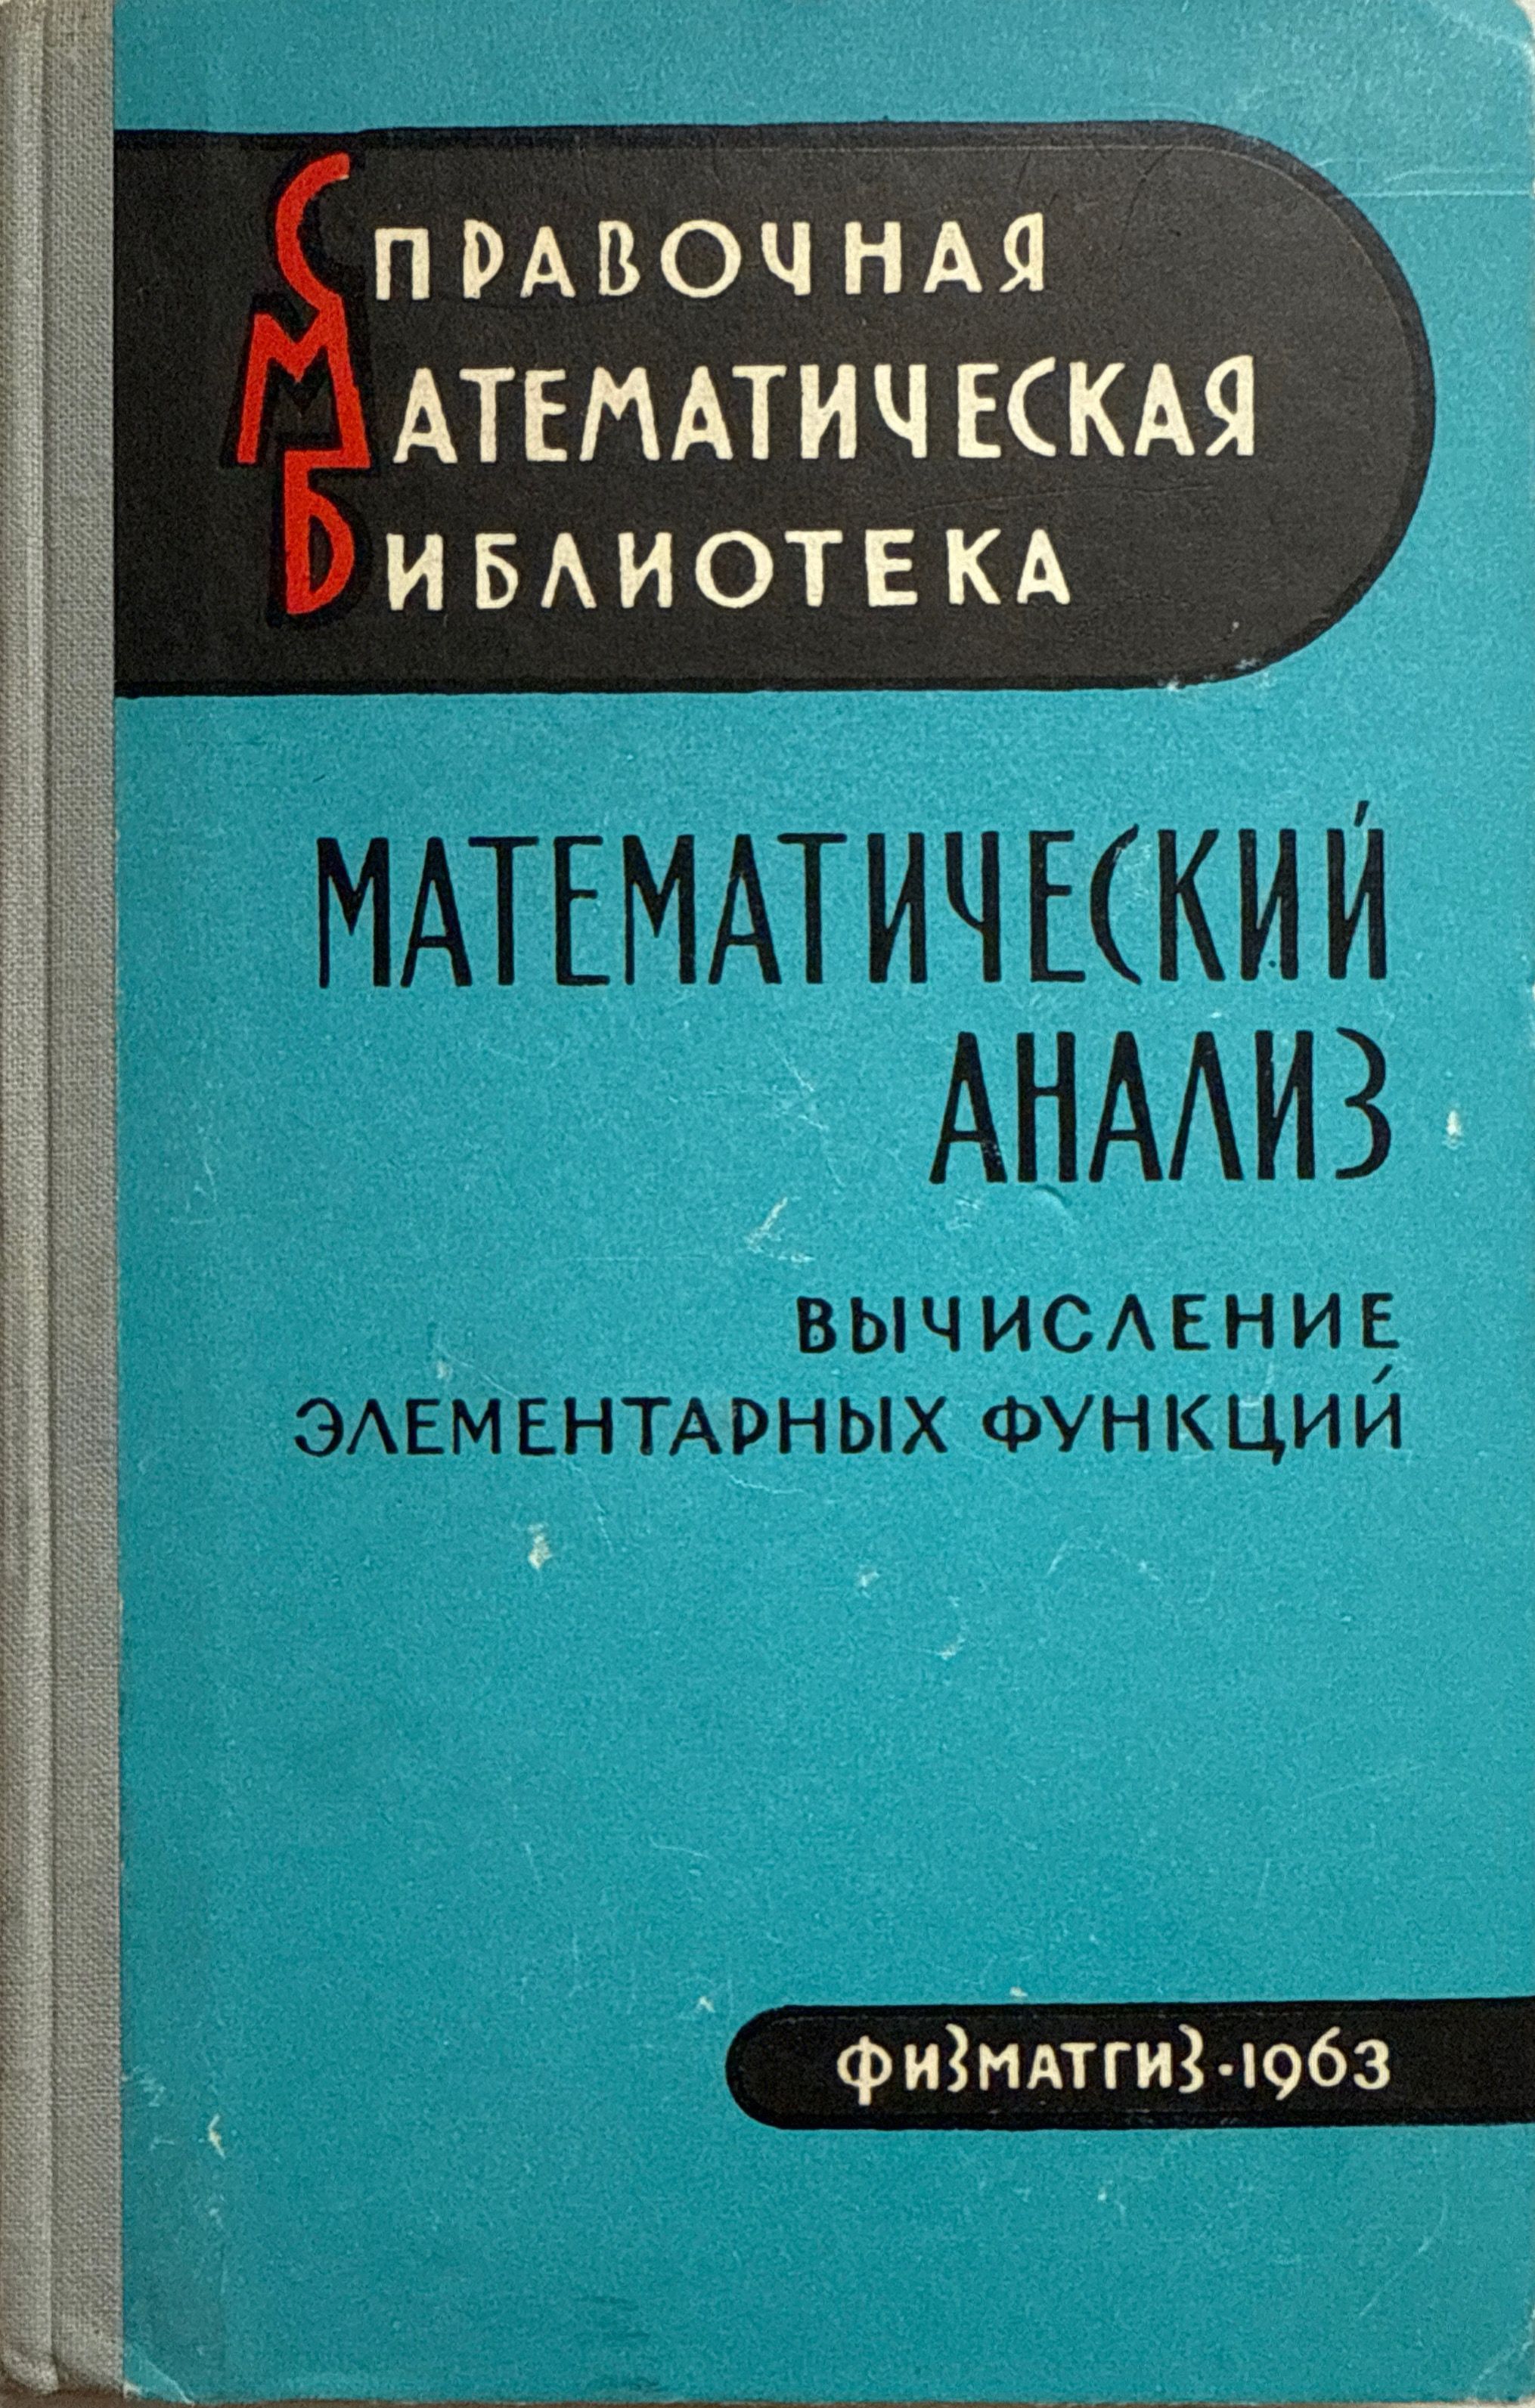 СПРАВОЧНАЯ
МАТЕМАТИЧЕСКАЯ
БИБЛИОТЕКА
МАТЕМАТИЧЕСКИЙ
АНАЛИЗ
ВЫЧИСЛЕНИЕ
ЭЛЕМЕНТАРНЫХ ФУНКЦИЙ
ФИЗМАТГИЗ·1963